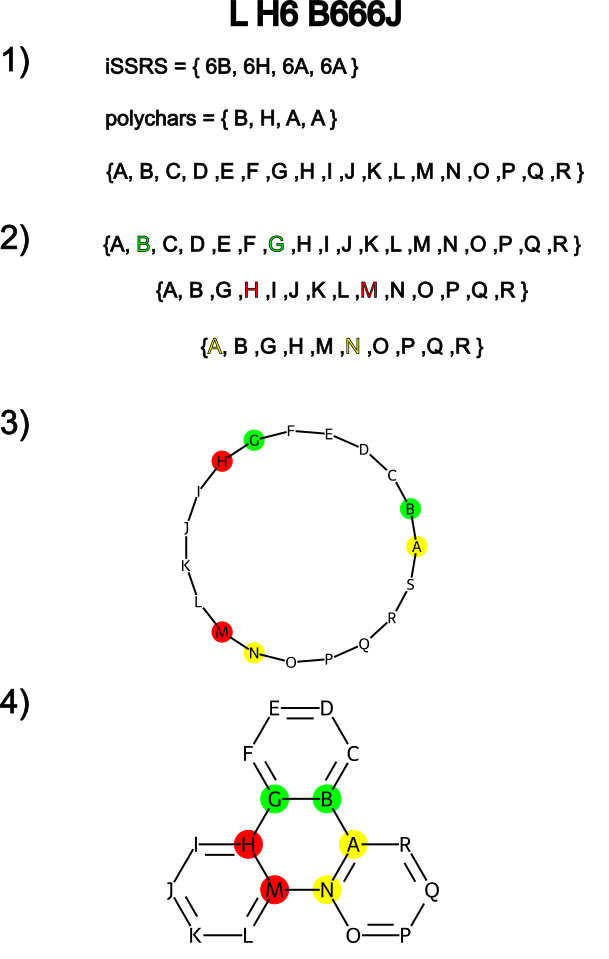 L H6 B666J
1)
iSSRS = { 6B, 6H, 6A, 6A }
polychars = { B, H, A, A }
{A, B, C, D ,E ,F ,G ,H ,I ,J ,K ,L ,M ,N ,O ,P ,Q ,R }
2)
{A, B, C, D ,E ,F ,G ,H ,I ,J ,K ,L ,M ,N ,O ,P ,Q ,R }
{A, B ,G ,H ,I ,J ,K ,L ,M ,N ,O ,P ,Q ,R }
{A, B ,G ,H ,M ,N ,O ,P ,Q ,R }
3)
G F E D
H C
I B
J A
K S
L R
M N O P Q
4)
E D
F C
G B
I H A R
J M N Q
K L O P